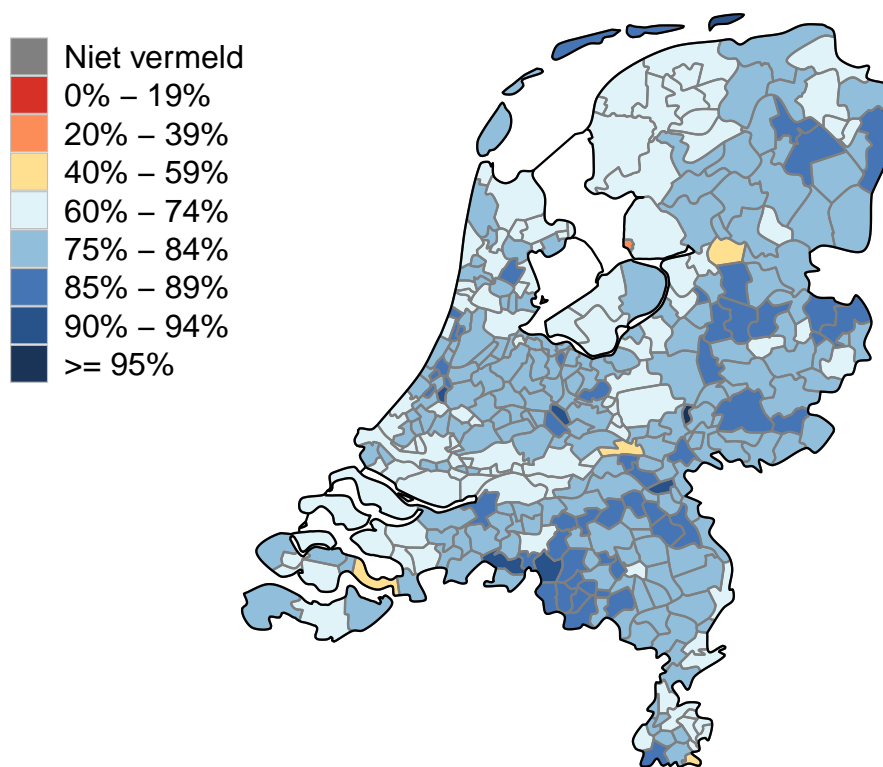 Niet vermeld
0% – 19%
20% – 39%
40% – 59%
60% – 74%
75% – 84%
85% – 89%
90% – 94%
>= 95%